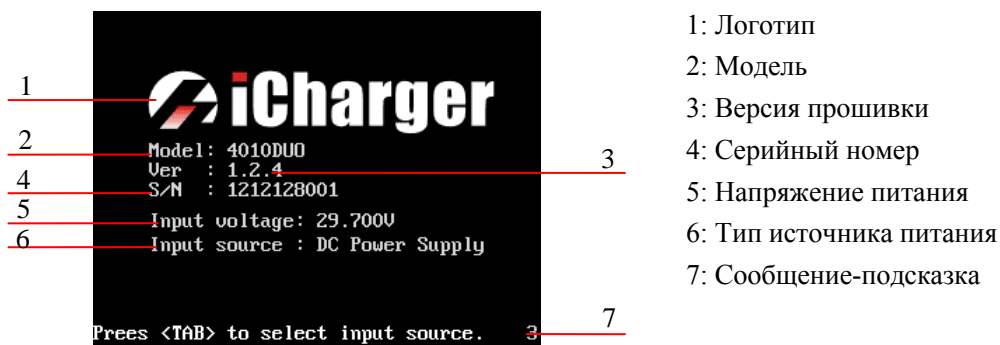 iCharger
Model: 4010DUO
Ver : 1.2.4
S/N : 1212128001
Input voltage: 29.700V
Input source : DC Power Supply
Prees <TAB> to select input source. 3
1
2
4
5
6
3
7
1: Логотип
2: Модель
3: Версия прошивки
4: Серийный номер
5: Напряжение питания
6: Тип источника питания
7: Сообщение-подсказка